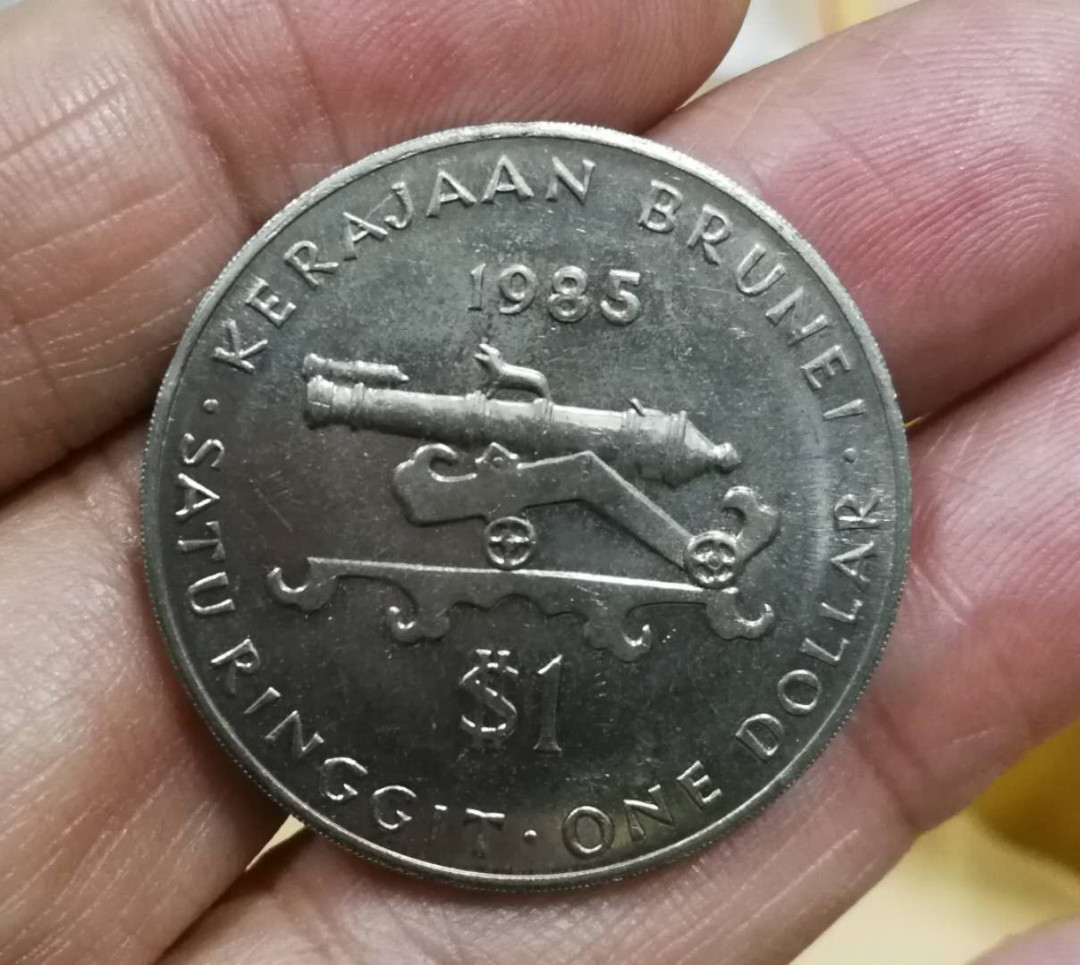 KERAJAAN BRUNEI
1985
$1
SATU RINGGIT · ONE DOLLAR